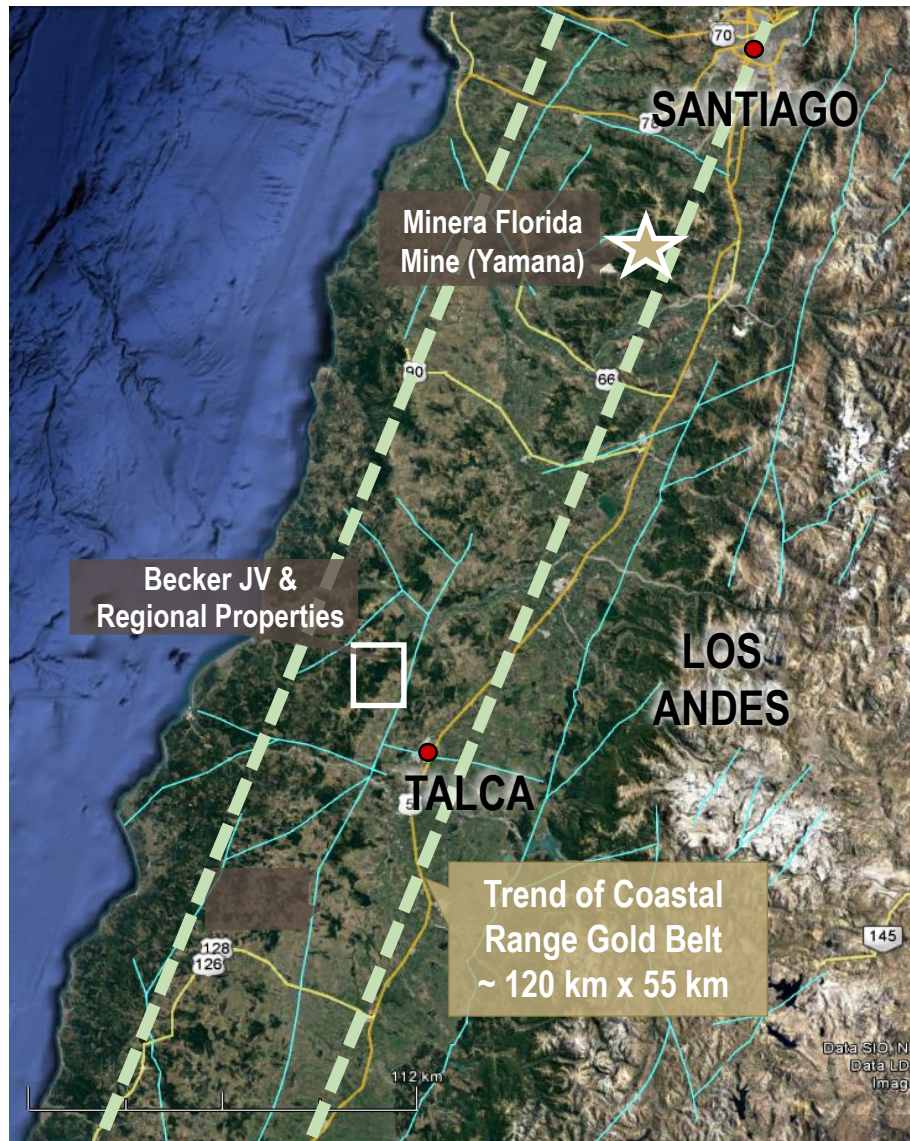 70
SANTIAGO
78
Minera Florida
Mine (Yamana)
90
66
Becker JV &
Regional Properties
LOS
ANDES
TALCA
5
Trend of Coastal
Range Gold Belt
~ 120 km x 55 km
145
128
126
112 km
Data SIO, N
Data LD
Imag